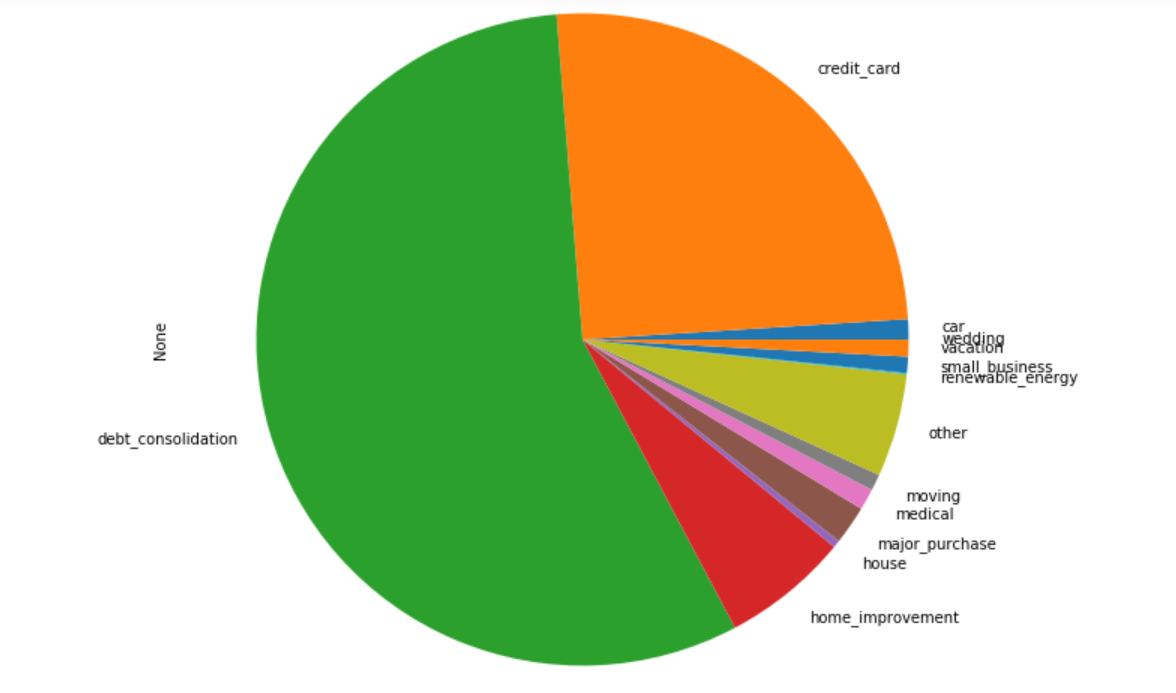 credit_card
car
wedding
vacation
small_business
renewable_energy
None
other
debt_consolidation
moving
medical
major_purchase
house
home_improvement